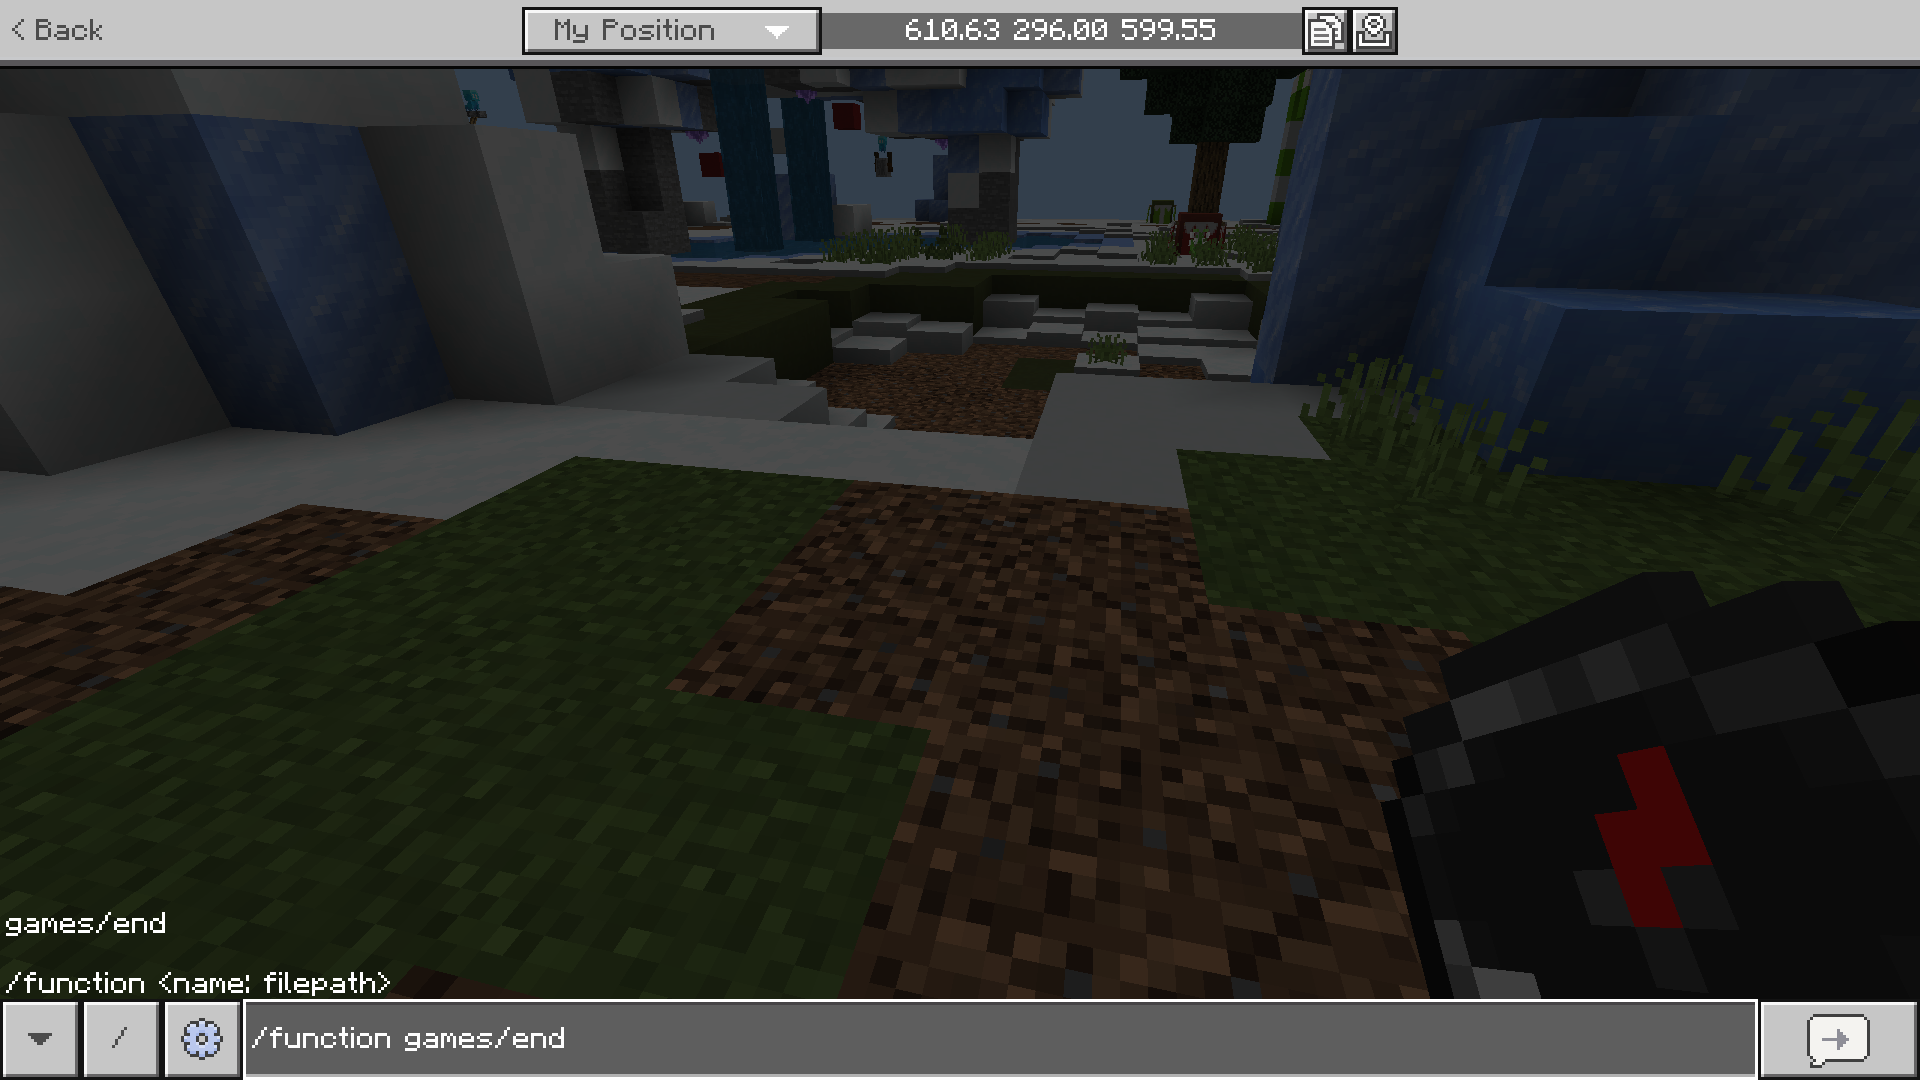 < Back
My Position
610.63 296.00 599.55
games/end
/function <name: filepath>
/
/function games/end